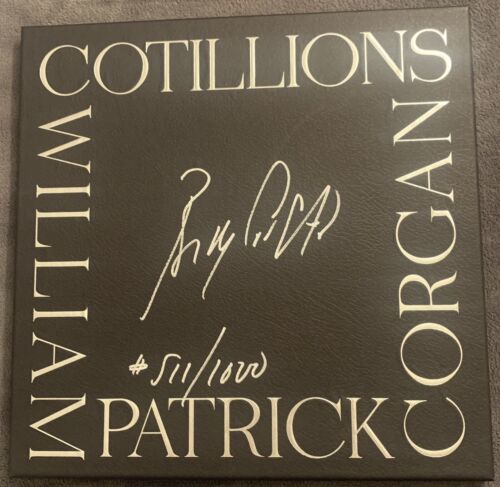 COTILLIONS
WILLIAM
PATRICK
CORGAN
#511/1000